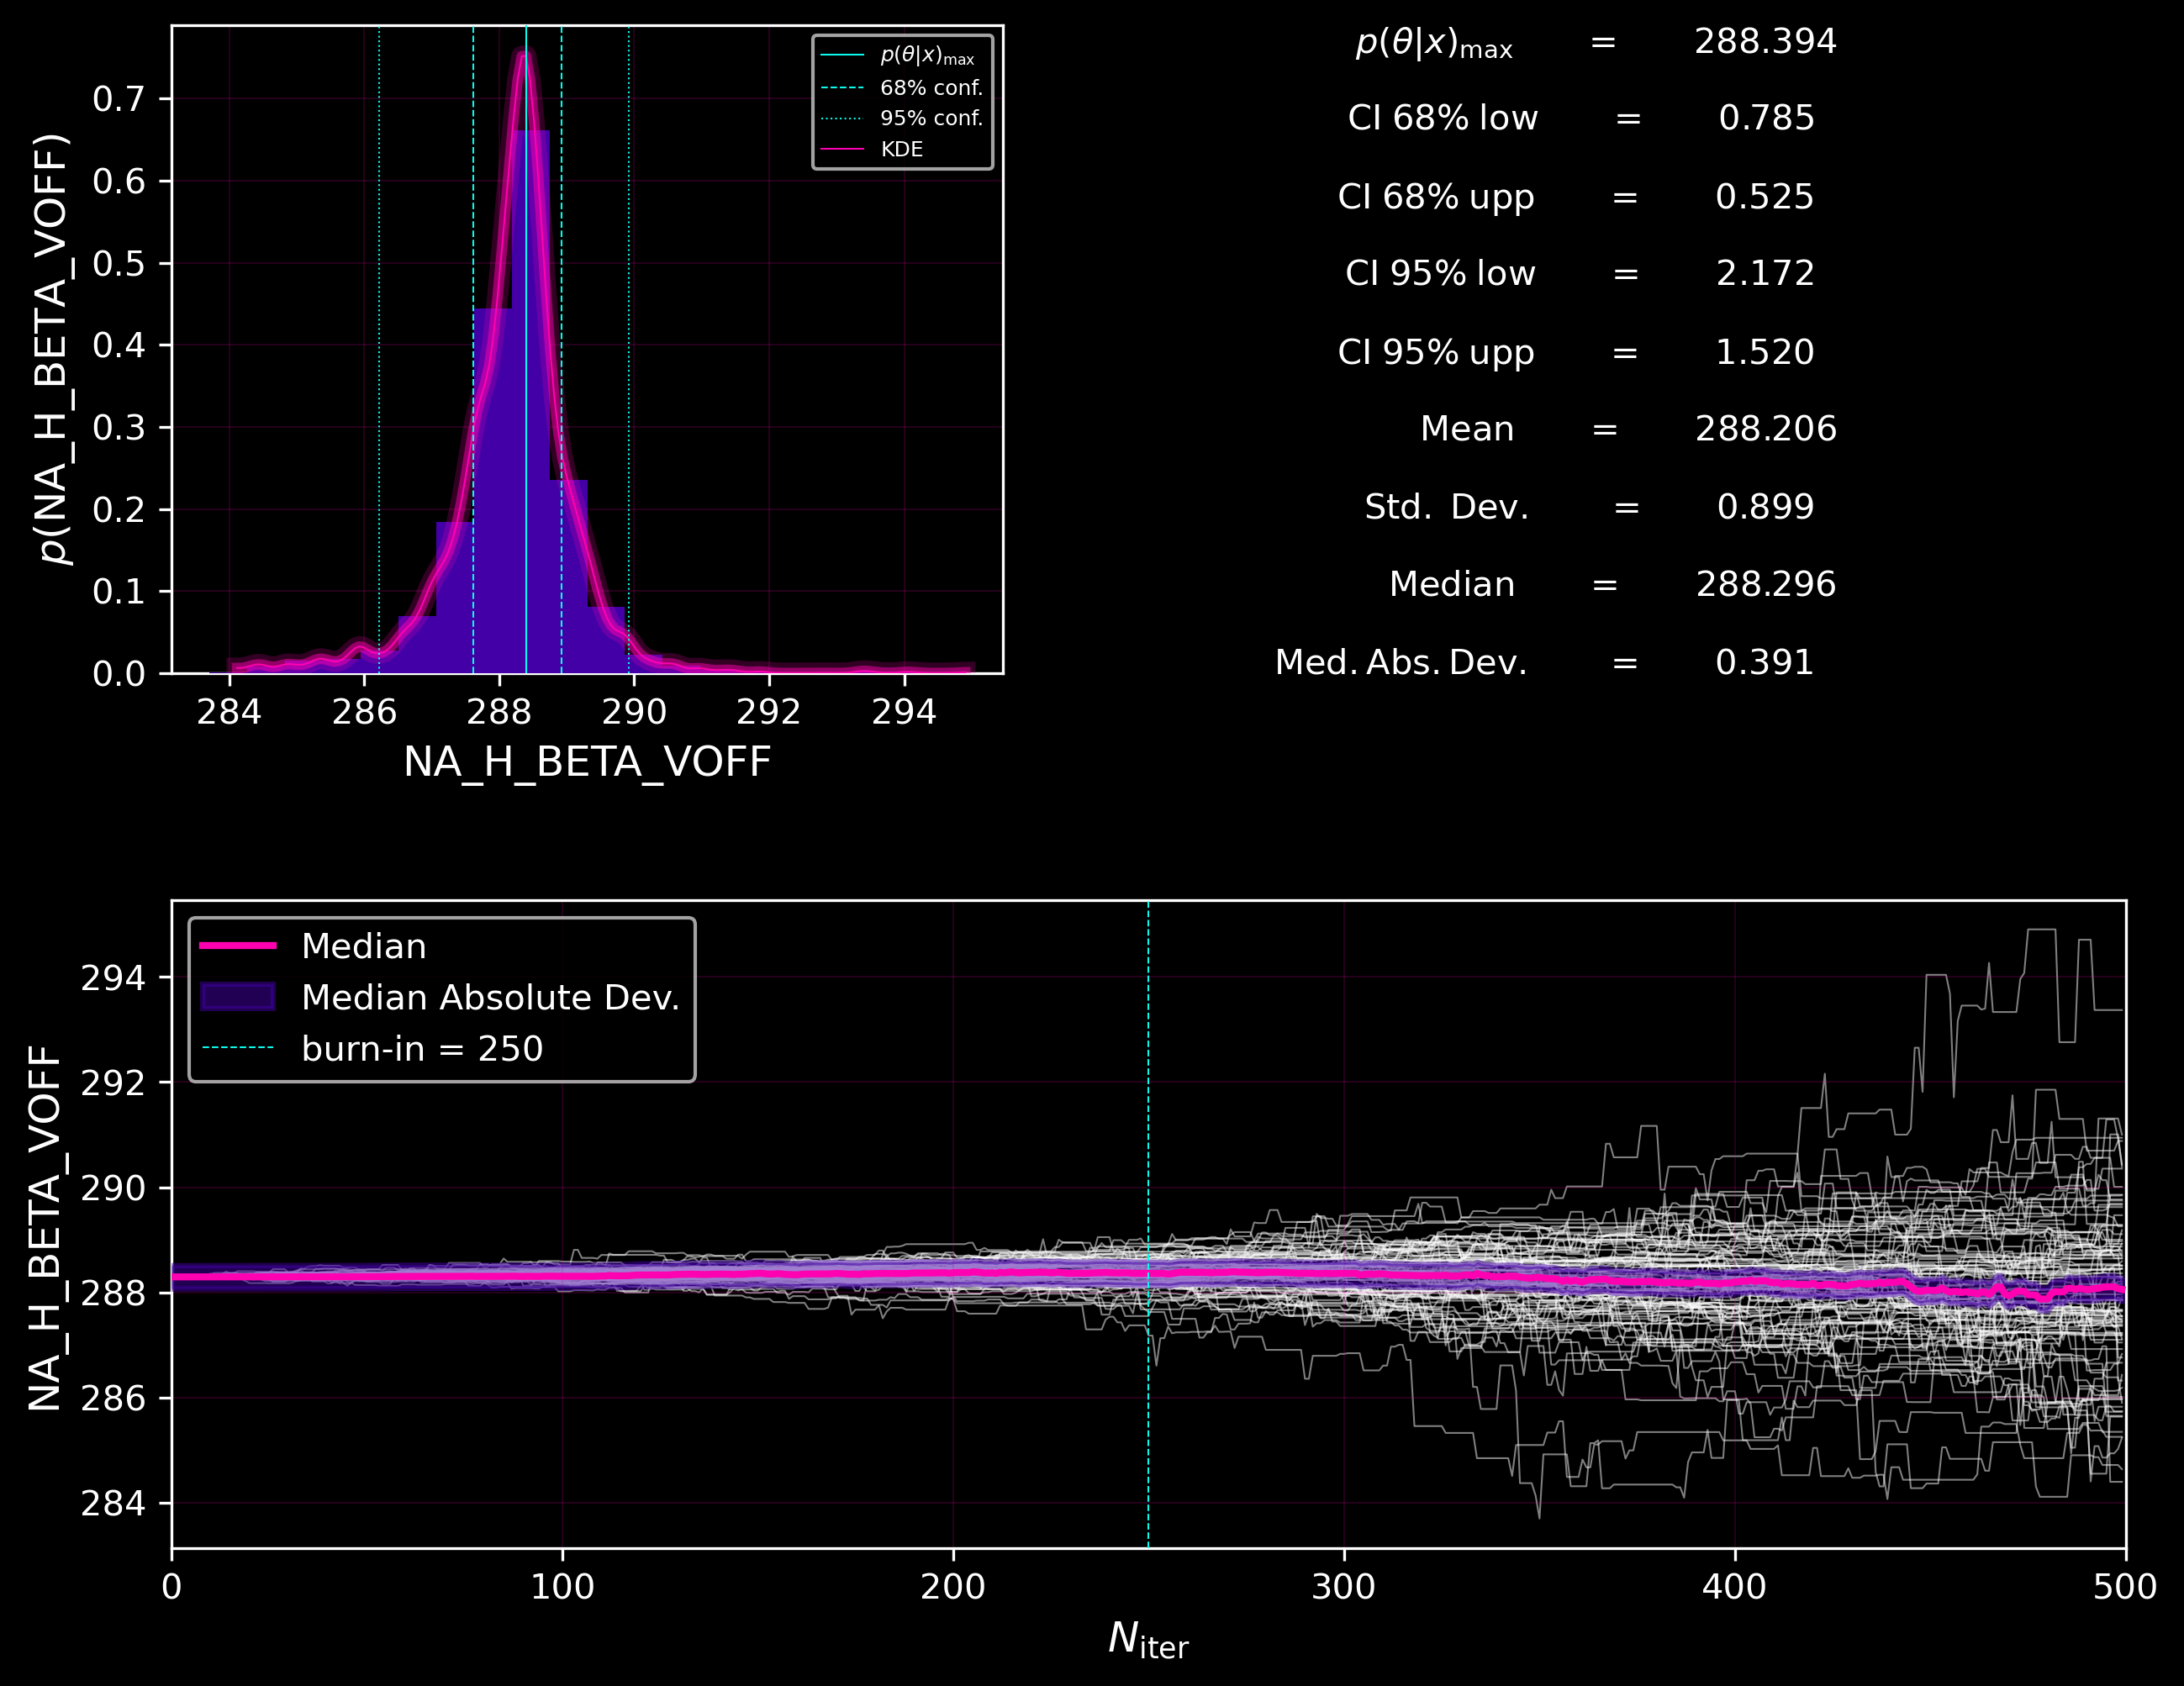 p(NA_H_BETA_VOFF)
0.7
0.6
0.5
0.4
0.3
0.2
0.1
0.0
284 286 288 290 292 294
NA_H_BETA_VOFF
p(θ|x)max
68% conf.
95% conf.
KDE
p(θ|x)max = 288.394
CI 68% low = 0.785
CI 68% upp = 0.525
CI 95% low = 2.172
CI 95% upp = 1.520
Mean = 288.206
Std. Dev. = 0.899
Median = 288.296
Med. Abs. Dev. = 0.391
NA_H_BETA_VOFF
294
292
290
288
286
284
Median
Median Absolute Dev.
burn-in = 250
0 100 200 300 400 500
Niter